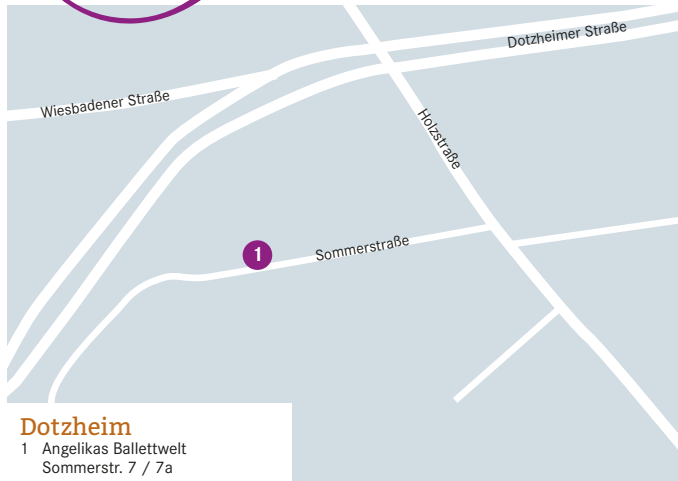 Dotzheimer Straße
Wiesbadener Straße
Holzstraße
1
Sommerstraße
Dotzheim
1 Angelikas Ballettwelt
Sommerstr. 7 / 7a